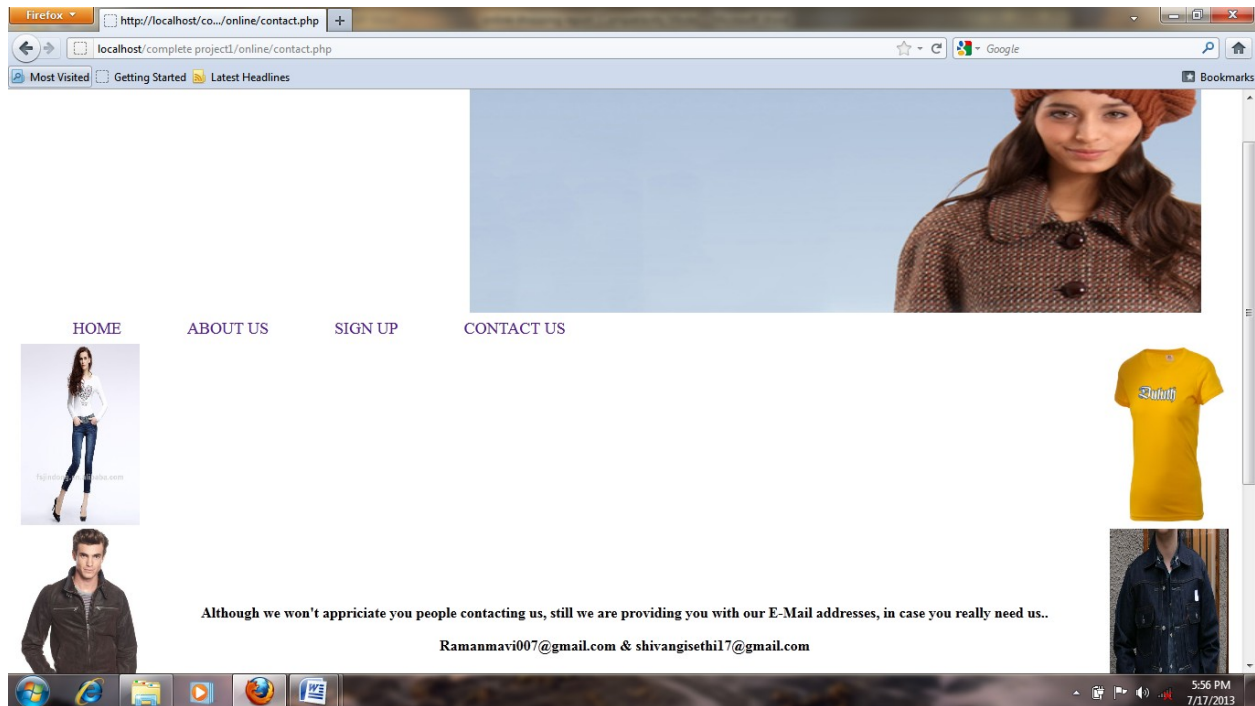 Firefox
http://localhost/co.../online/contact.php
localhost/complete project1/online/contact.php
Google
Most Visited
Getting Started
Latest Headlines
Bookmarks
HOME
ABOUT US
SIGN UP
CONTACT US
Duluth
Although we won't appriciate you people contacting us, still we are providing you with our E-Mail addresses, in case you really need us..
Ramanmavi007@gmail.com & shivangisethi17@gmail.com
5:56 PM
7/17/2013